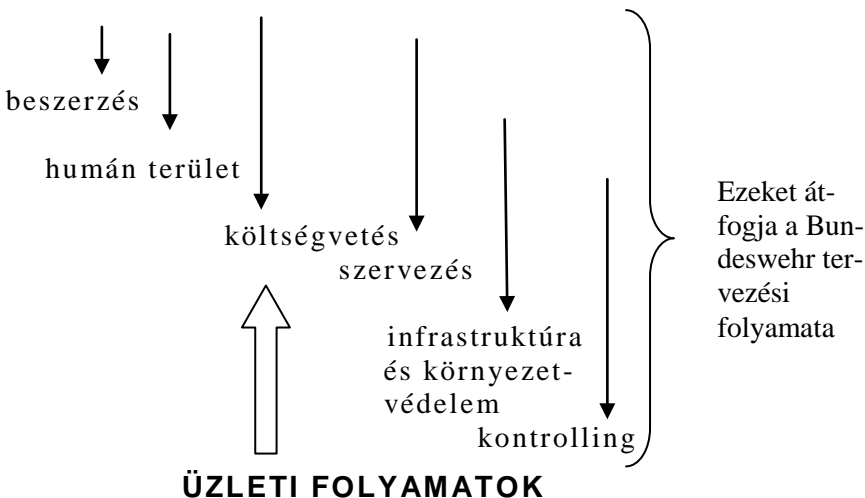 beszerzés
humán terület
költségvetés
szervezés
infrastruktúra
és környezet-
védelem
kontrolling
Ezeket át-
fogja a Bun-
deswehr ter-
vezési
folyamata
ÜZLETI FOLYAMATOK